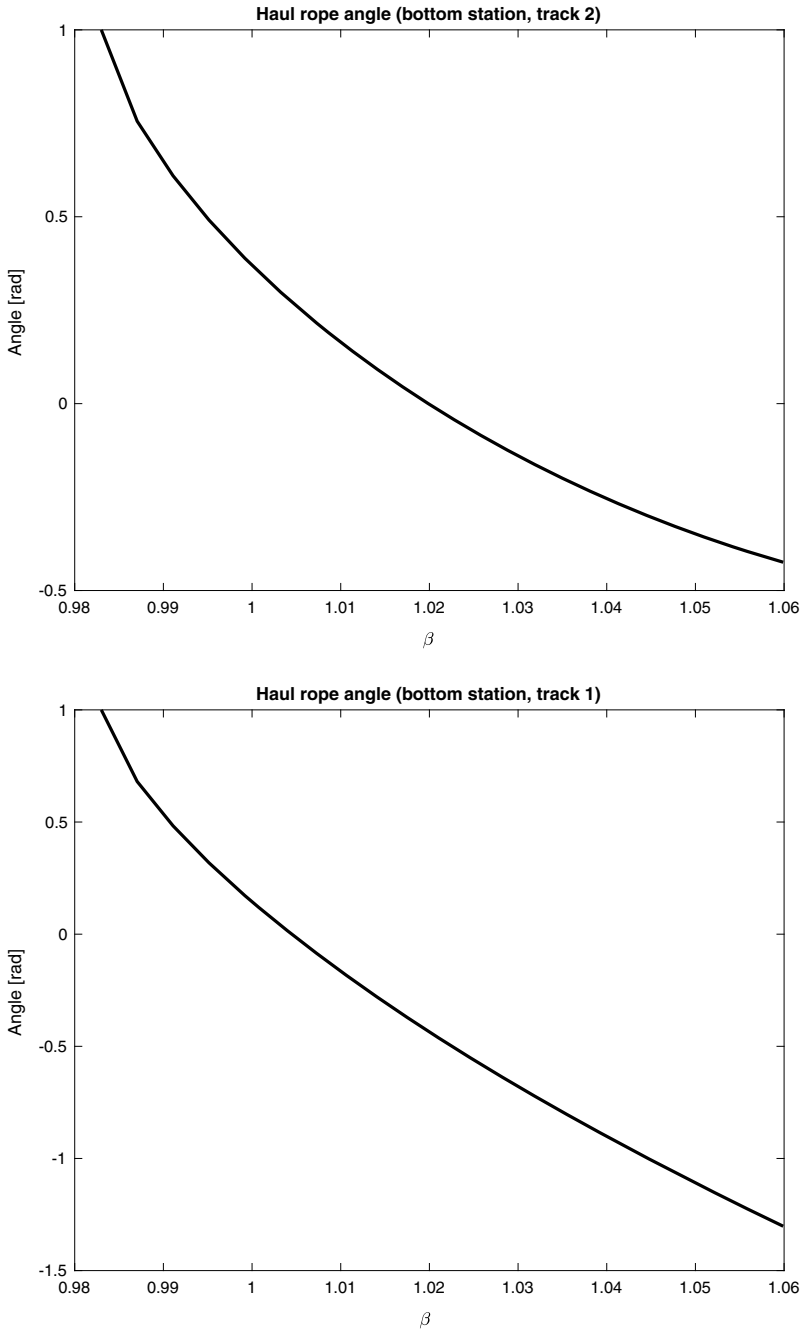 Haul rope angle (bottom station, track 2)
1
0.5
0
-0.5
Angle [rad]
0.98 0.99 1 1.01 1.02 1.03 1.04 1.05 1.06
β
Haul rope angle (bottom station, track 1)
1
0.5
0
-0.5
-1
-1.5
Angle [rad]
0.98 0.99 1 1.01 1.02 1.03 1.04 1.05 1.06
β